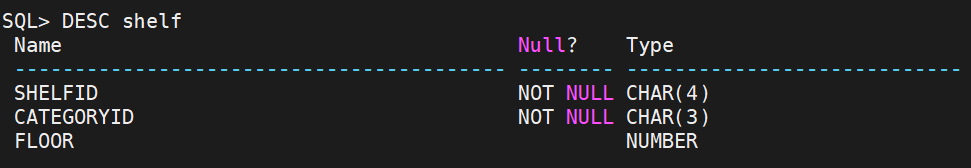 SQL> DESC shelf
Name Null? Type
----------------------------------------- -------- ----------------------------
SHELFID NOT NULL CHAR(4)
CATEGORYID NOT NULL CHAR(3)
FLOOR NUMBER